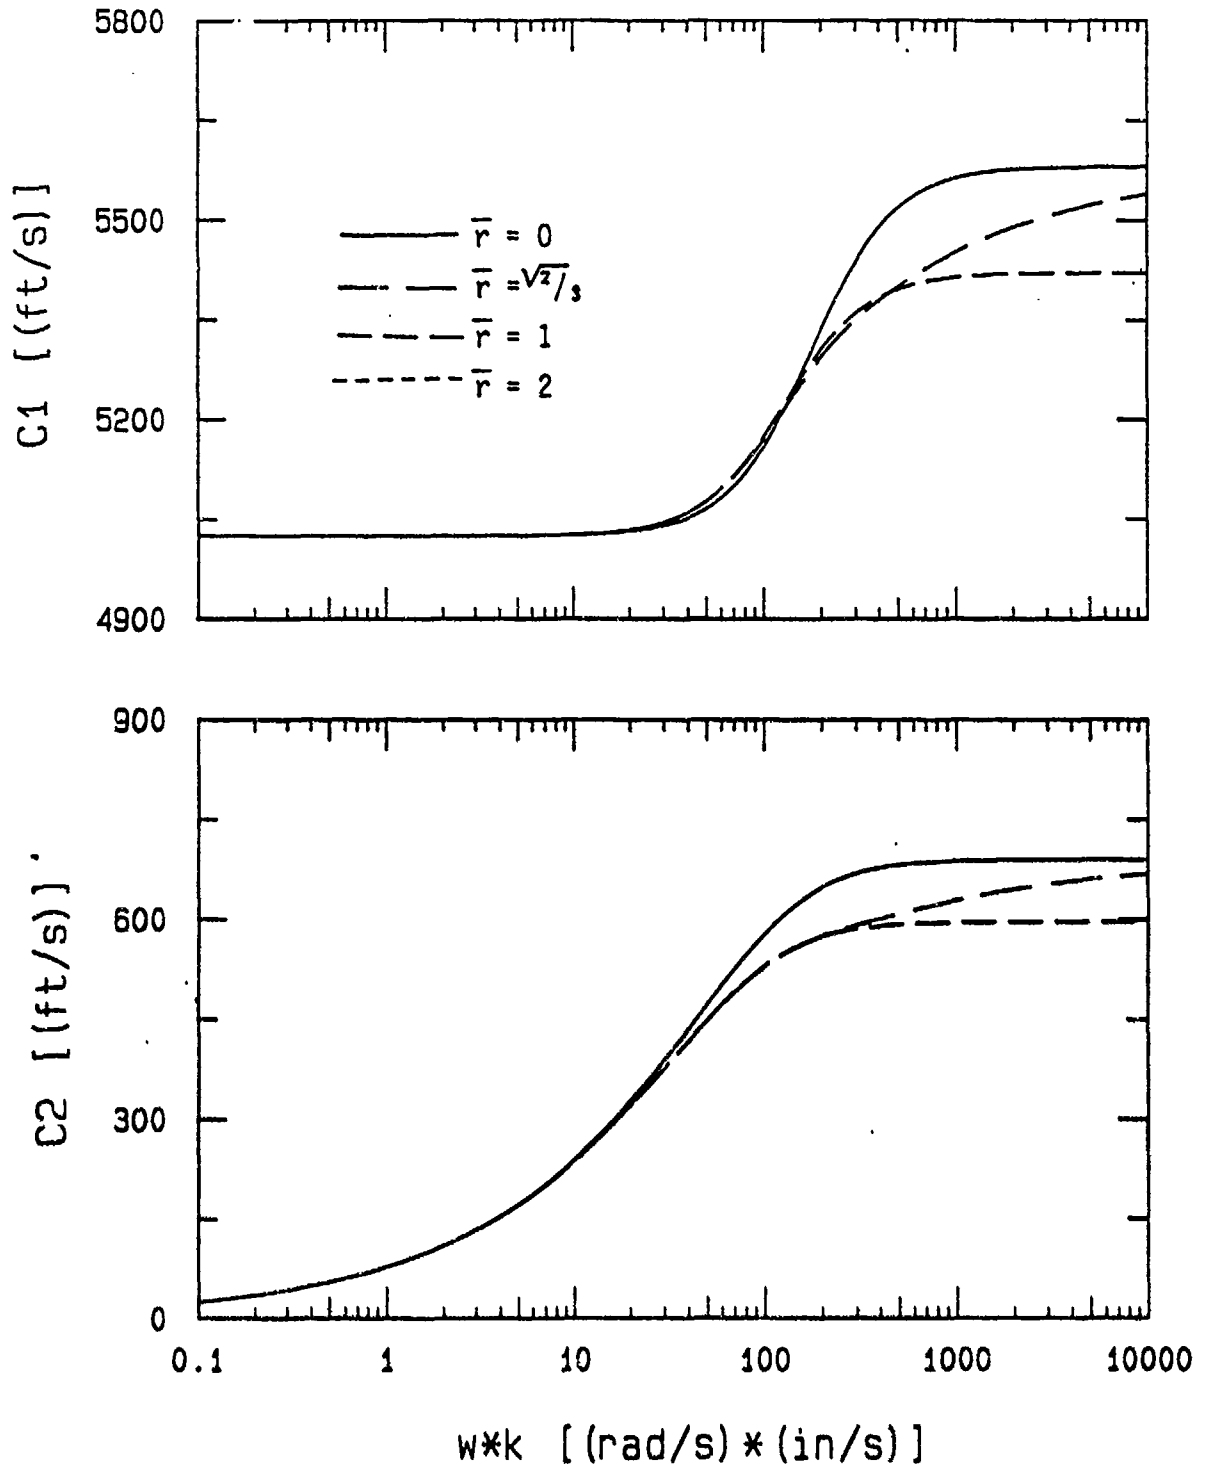 5800
5500
5200
4900
C1 [(ft/s)]
r̅ = 0
r̅ = √2/s
r̅ = 1
r̅ = 2
900
600
300
0
C2 [(ft/s)]
0.1 1 10 100 1000 10000
w*k [(rad/s)*(in/s)]